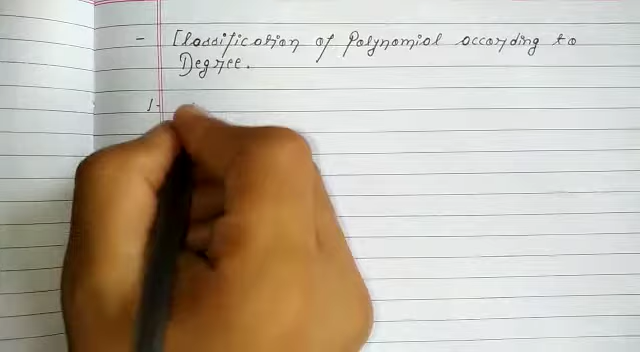 - Classification of Polynomial according to
Degree.
1.